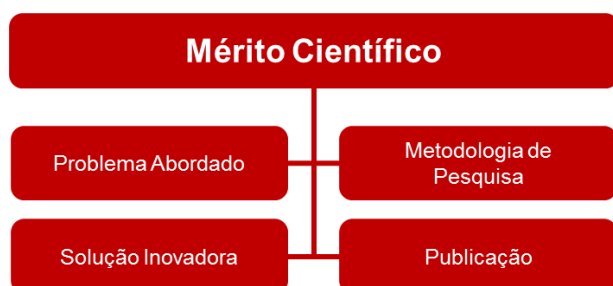 Mérito Científico
Problema Abordado
Metodologia de
Pesquisa
Solução Inovadora
Publicação